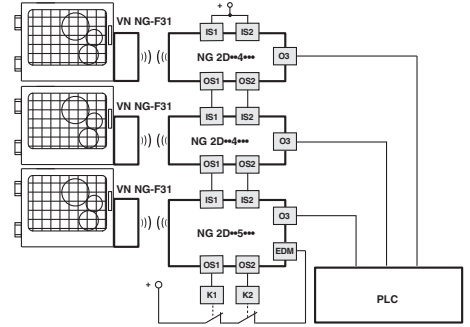 +
VN NG-F31
IS1 IS2
NG 2D••4•••
O3
OS1 OS2
VN NG-F31
IS1 IS2
NG 2D••4•••
O3
OS1 OS2
VN NG-F31
IS1 IS2
O3
NG 2D••5•••
EDM
OS1 OS2
+
K1 K2
PLC